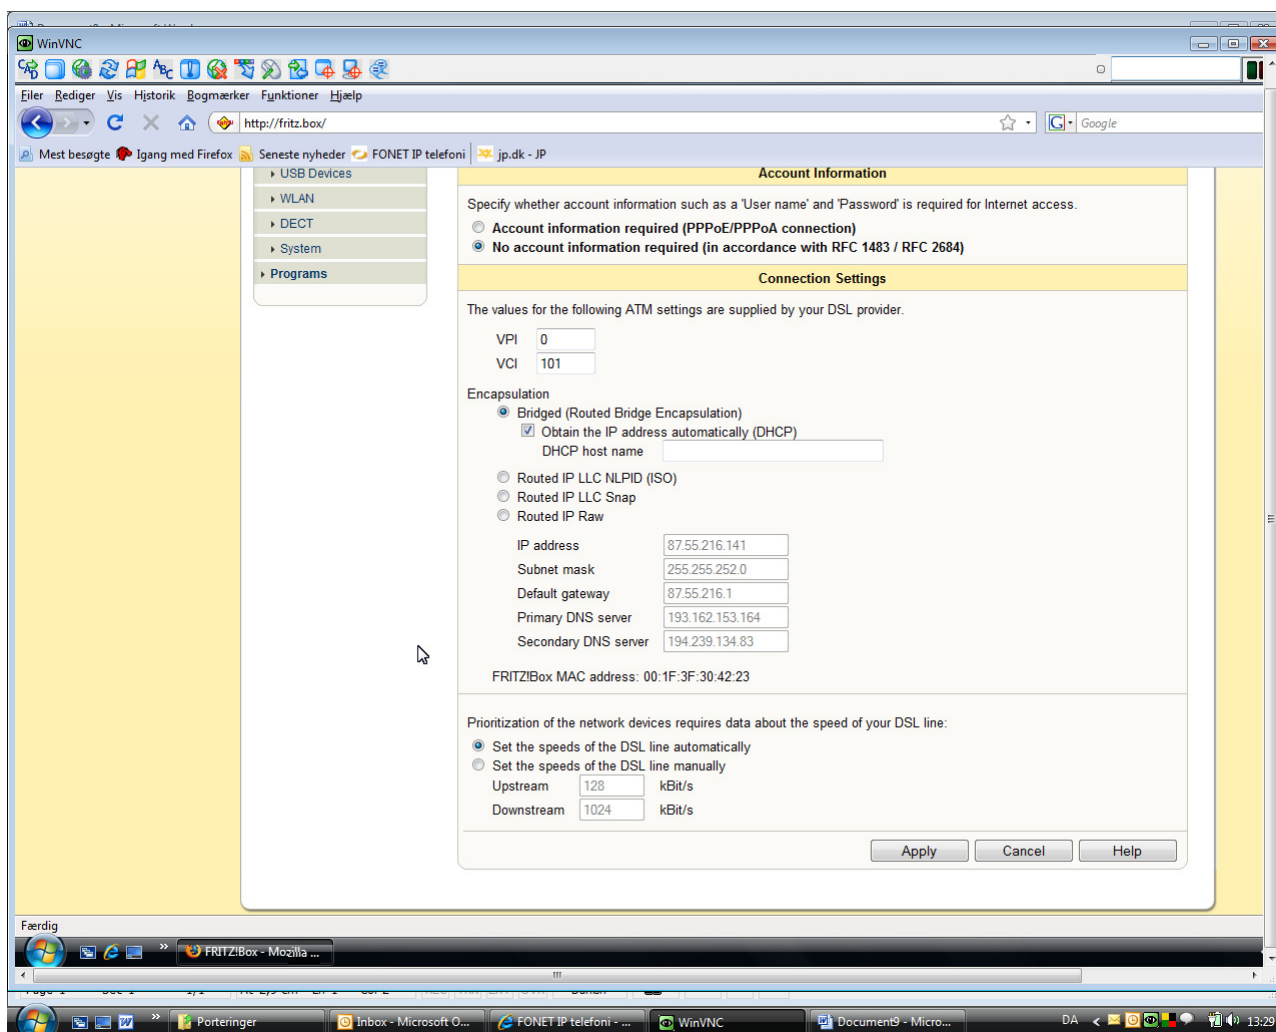 WinVNC
Filer Rediger Vis Historik Bogmærker Funktioner Hjælp
http://fritz.box/
Google
Mest besøgte Igang med Firefox Seneste nyheder FONET IP telefoni jp.dk - JP
USB Devices
WLAN
DECT
System
Programs
Account Information
Specify whether account information such as a 'User name' and 'Password' is required for Internet access.
Account information required (PPPoE/PPPoA connection)
No account information required (in accordance with RFC 1483 / RFC 2684)
Connection Settings
The values for the following ATM settings are supplied by your DSL provider.
VPI 0
VCI 101
Encapsulation
Bridged (Routed Bridge Encapsulation)
Obtain the IP address automatically (DHCP)
DHCP host name
Routed IP LLC NLPID (ISO)
Routed IP LLC Snap
Routed IP Raw
IP address 87.55.216.141
Subnet mask 255.255.252.0
Default gateway 87.55.216.1
Primary DNS server 193.162.153.164
Secondary DNS server 194.239.134.83
FRITZ!Box MAC address: 00:1F:3F:30:42:23
Prioritization of the network devices requires data about the speed of your DSL line:
Set the speeds of the DSL line automatically
Set the speeds of the DSL line manually
Upstream 128 kBit/s
Downstream 1024 kBit/s
Apply Cancel Help
Færdig
FRITZ!Box - Mozilla ...
Porteringer Inbox - Microsoft O... FONET IP telefoni - ... WinVNC Document9 - Micro... DA 13:29